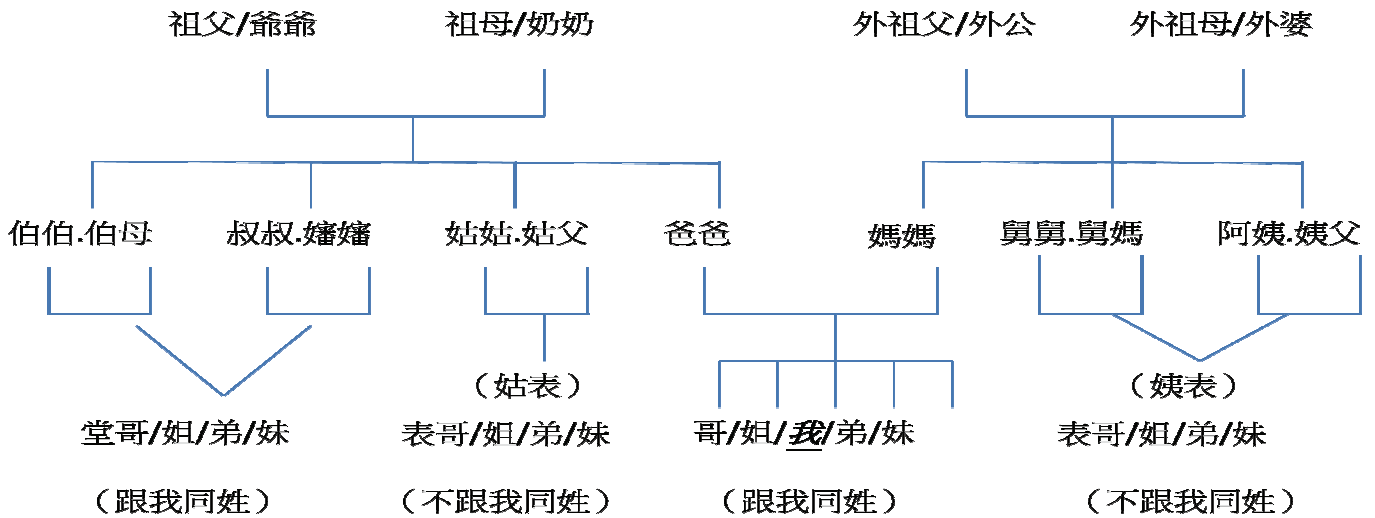 祖父/爺爺 祖母/奶奶 外祖父/外公 外祖母/外婆
伯伯.伯母 叔叔.嬸嬸 姑姑.姑父 爸爸 媽媽 舅舅.舅媽 阿姨.姨父
（姑表） （姨表）
堂哥/姐/弟/妹 表哥/姐/弟/妹 哥/姐/我/弟/妹 表哥/姐/弟/妹
（跟我同姓） （不跟我同姓） （跟我同姓） （不跟我同姓）